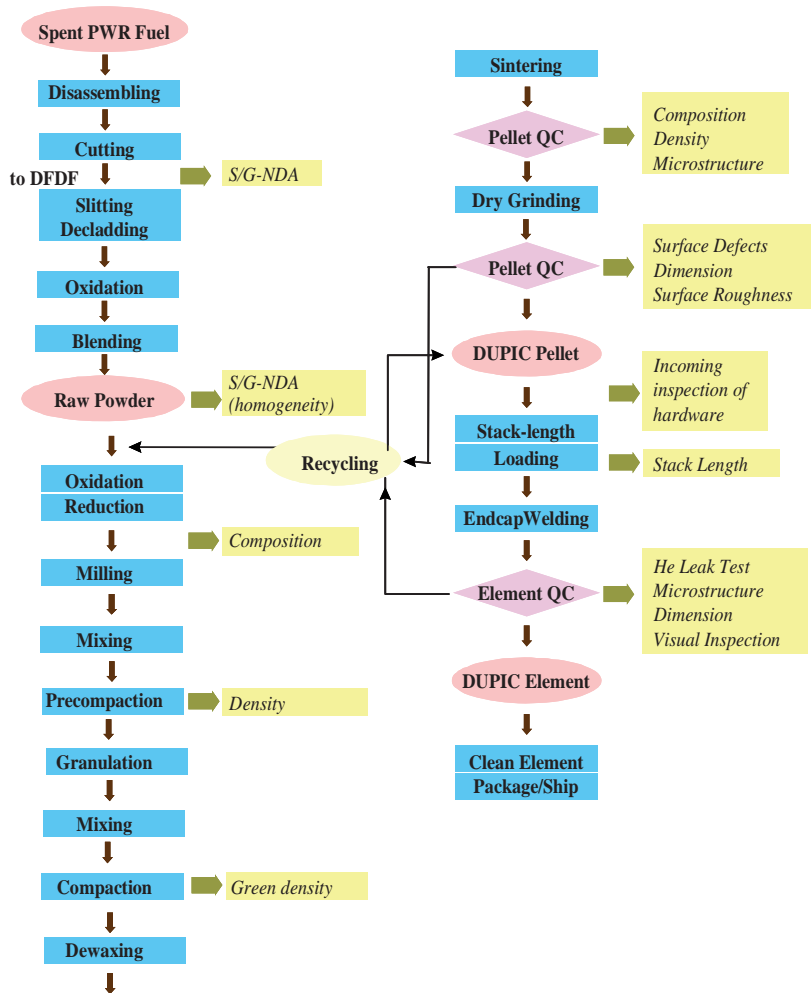 Spent PWR Fuel
Disassembling
Cutting
to DFDF
S/G-NDA
Slitting
Decladding
Oxidation
Blending
Raw Powder
S/G-NDA
(homogeneity)
Oxidation
Reduction
Composition
Milling
Mixing
Precompaction
Density
Granulation
Mixing
Compaction
Green density
Dewaxing
Recycling
Sintering
Pellet QC
Composition
Density
Microstructure
Dry Grinding
Pellet QC
Surface Defects
Dimension
Surface Roughness
DUPIC Pellet
Incoming
inspection of
hardware
Stack-length
Loading
Stack Length
EndcapWelding
Element QC
He Leak Test
Microstructure
Dimension
Visual Inspection
DUPIC Element
Clean Element
Package/Ship